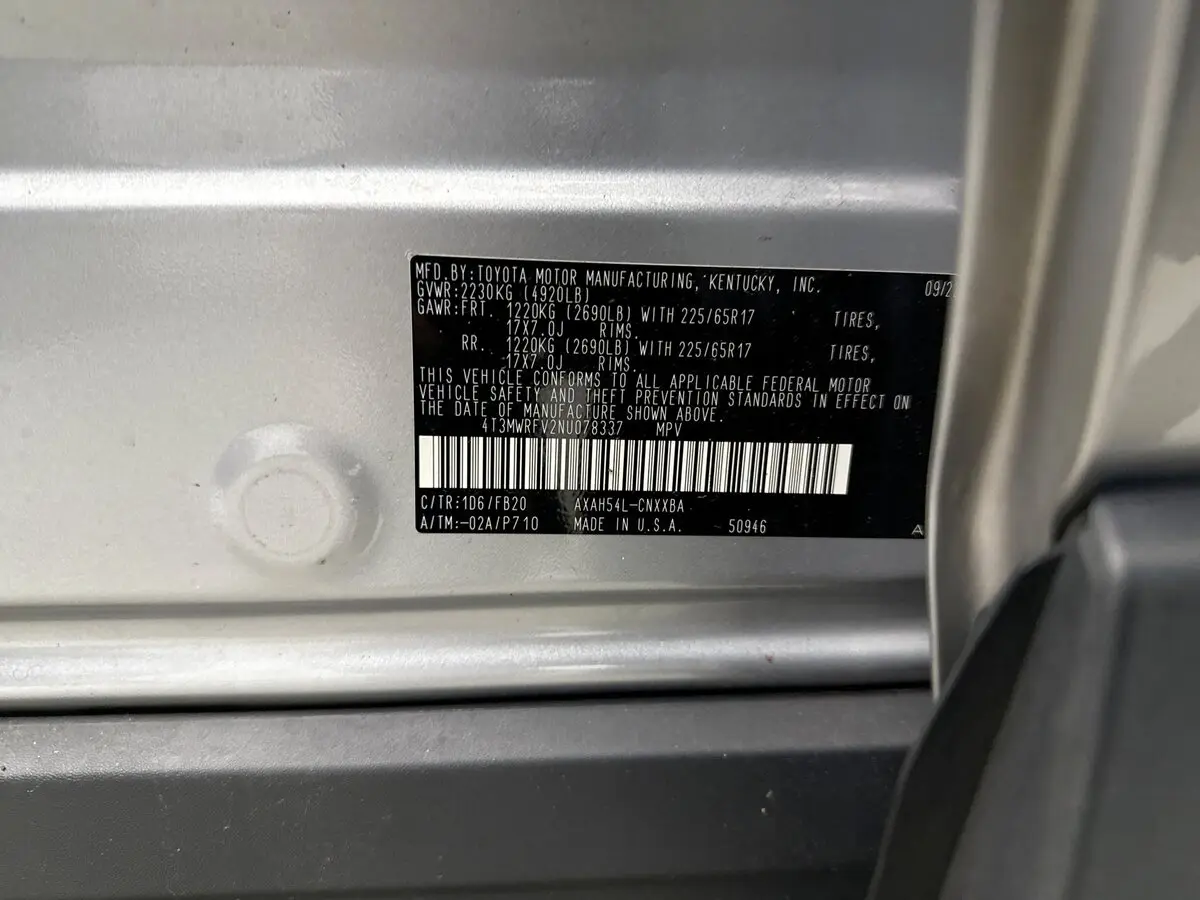 MFD.BY:TOYOTA MOTOR MANUFACTURING, KENTUCKY, INC. 09/2
GVWR:2230KG (4920LB)
GAWR:FRT. 1220KG (2690LB) WITH 225/65R17 TIRES,
17X7.0J RIMS.
RR. 1220KG (2690LB) WITH 225/65R17 TIRES,
17X7.0J RIMS.
THIS VEHICLE CONFORMS TO ALL APPLICABLE FEDERAL MOTOR
VEHICLE SAFETY AND THEFT PREVENTION STANDARDS IN EFFECT ON
THE DATE OF MANUFACTURE SHOWN ABOVE.
4T3MWRFV2NU078337 MPV
C/TR:1D6/FB20 AXAH54L-CNXXBA
A/TM:-02A/P710 MADE IN U.S.A. 50946 A